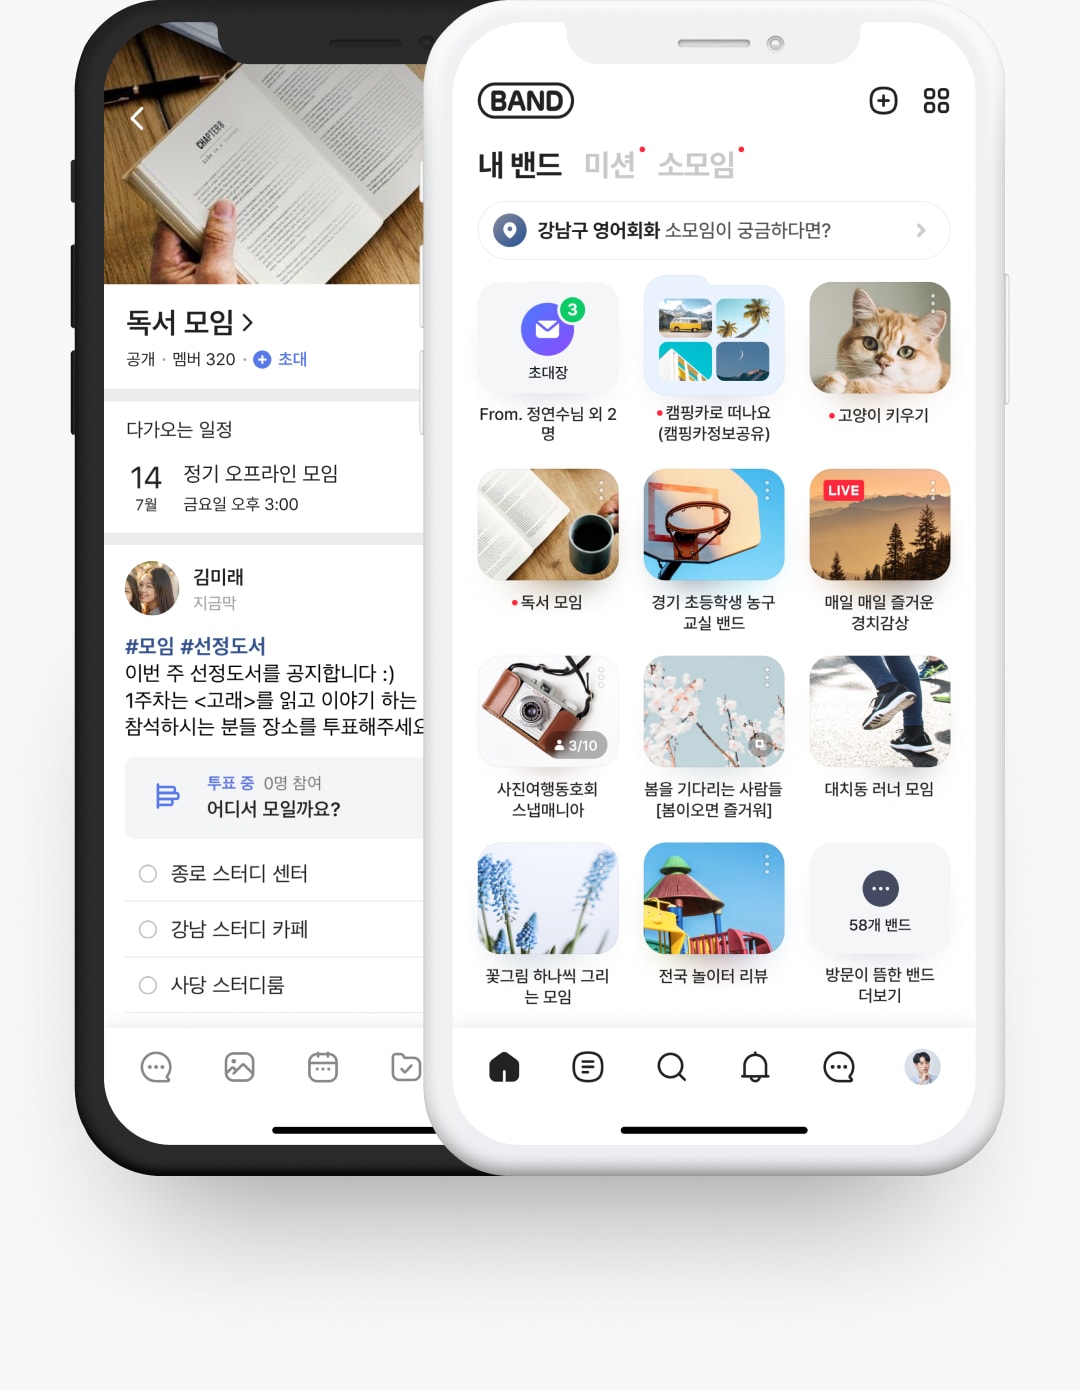 CHAPTER 8
Life is a journey
독서 모임
공개 · 멤버 320 · 초대
다가오는 일정
14
7월
정기 오프라인 모임
금요일 오후 3:00
김미래
지금막
#모임 #선정도서
이번 주 선정도서를 공지합니다 :)
1주차는 <고래>를 읽고 이야기 하는
참석하시는 분들 장소를 투표해주세요
투표 중 0명 참여
어디서 모일까요?
종로 스터디 센터
강남 스터디 카페
사당 스터디룸
BAND
내 밴드 미션 소모임
강남구 영어회화 소모임이 궁금하다면?
3
초대장
From. 정연수님 외 2
명
캠핑카로 떠나요
(캠핑카정보공유)
고양이 키우기
독서 모임
경기 초등학생 농구
교실 밴드
LIVE
매일 매일 즐거운
경치감상
3/10
사진여행동호회
스냅매니아
봄을 기다리는 사람들
[봄이오면 즐거워]
대치동 러너 모임
꽃그림 하나씩 그리
는 모임
전국 놀이터 리뷰
58개 밴드
방문이 뜸한 밴드
더보기